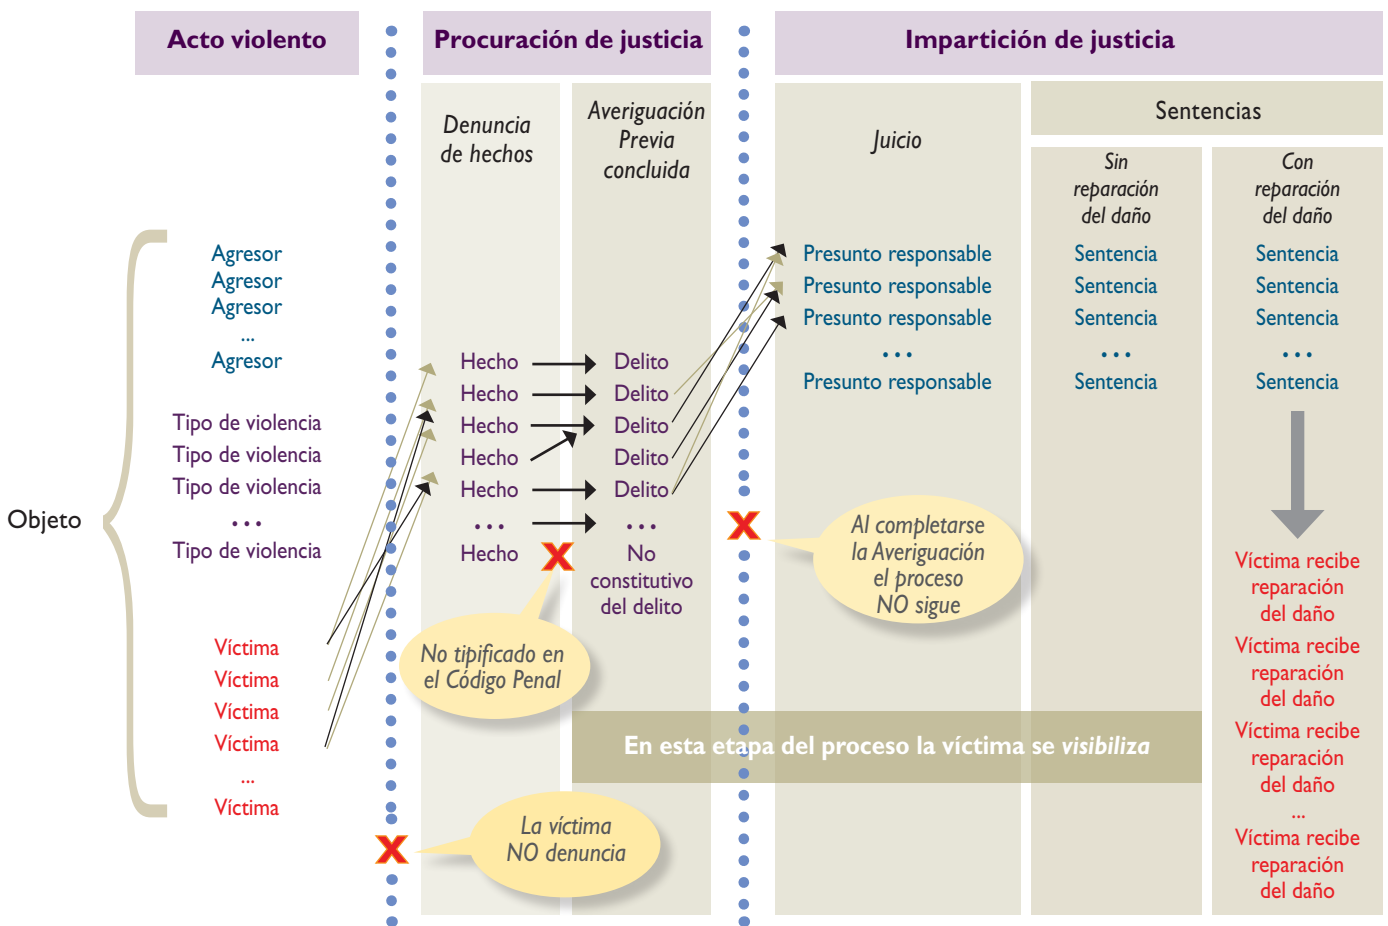 Acto violento
Procuración de justicia
Impartición de justicia
Denuncia
de hechos
Averiguación
Previa
concluida
Juicio
Sentencias
Sin
reparación
del daño
Con
reparación
del daño
Objeto
Agresor
Agresor
Agresor
...
Agresor
Tipo de violencia
Tipo de violencia
Tipo de violencia
...
Tipo de violencia
Víctima
Víctima
Víctima
Víctima
...
Víctima
Hecho
Hecho
Hecho
Hecho
Hecho
...
Hecho
Delito
Delito
Delito
Delito
Delito
...
No
constitutivo
del delito
X
No tipificado en
el Código Penal
X
La víctima
NO denuncia
X
Al completarse
la Averiguación
el proceso
NO sigue
Presunto responsable
Presunto responsable
Presunto responsable
...
Presunto responsable
Sentencia
Sentencia
Sentencia
...
Sentencia
Sentencia
Sentencia
Sentencia
...
Sentencia
Víctima recibe
reparación
del daño
Víctima recibe
reparación
del daño
Víctima recibe
reparación
del daño
...
Víctima recibe
reparación
del daño
En esta etapa del proceso la víctima se visibiliza